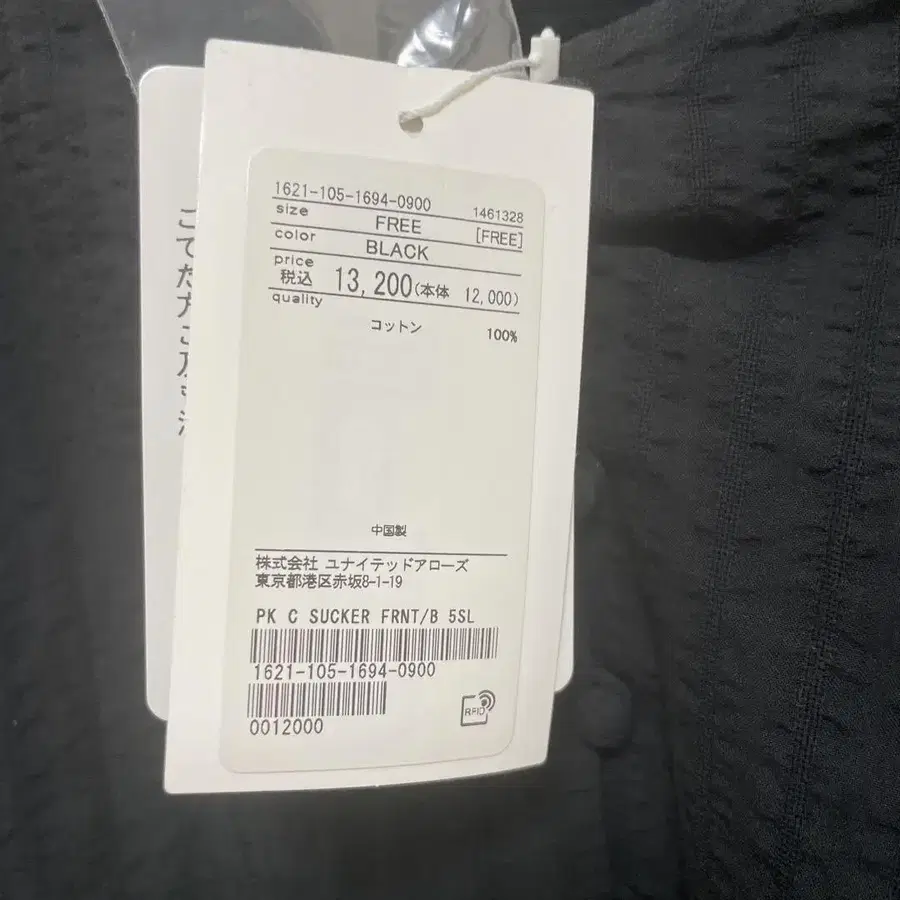 1621-105-1694-0900
1461328
size
FREE
[FREE]
color
BLACK
price
税込 13,200(本体 12,000)
quality
コットン 100%
中国製
株式会社 ユナイテッドアローズ
東京都港区赤坂8-1-19
PK C SUCKER FRNT/B 5SL
1621-105-1694-0900
0012000
RFID